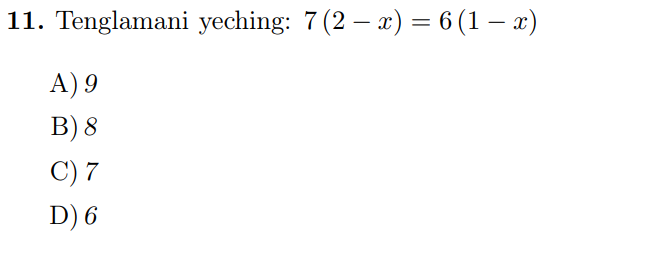 11. Tenglamani yeching: 7(2 − x) = 6(1 − x)
A) 9
B) 8
C) 7
D) 6